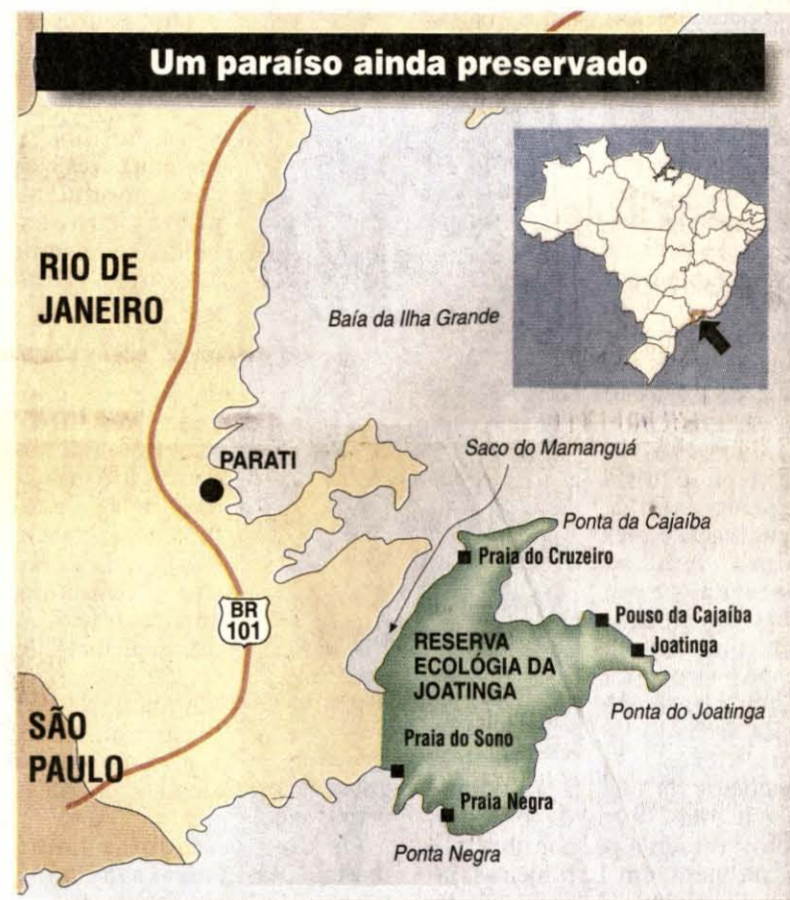 Um paraíso ainda preservado
RIO DE
JANEIRO
Baía da Ilha Grande
PARATI
Saco do Mamanguá
Ponta da Cajaíba
Praia do Cruzeiro
BR
101
Pouso da Cajaíba
Joatinga
RESERVA
ECOLÓGIA DA
JOATINGA
Ponta do Joatinga
SÃO
PAULO
Praia do Sono
Praia Negra
Ponta Negra